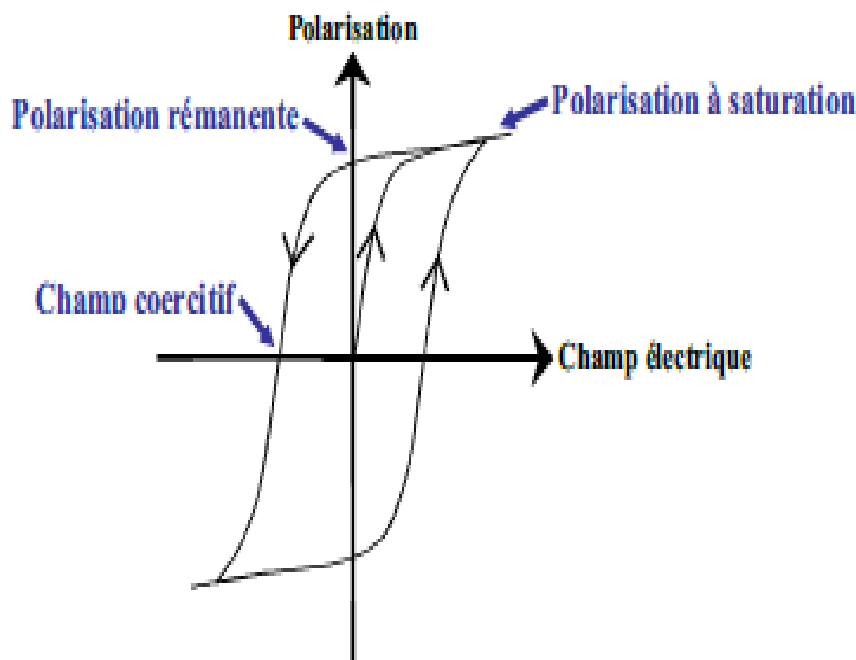 Polarisation
Polarisation à saturation
Polarisation rémanente
Champ coercitif
Champ électrique